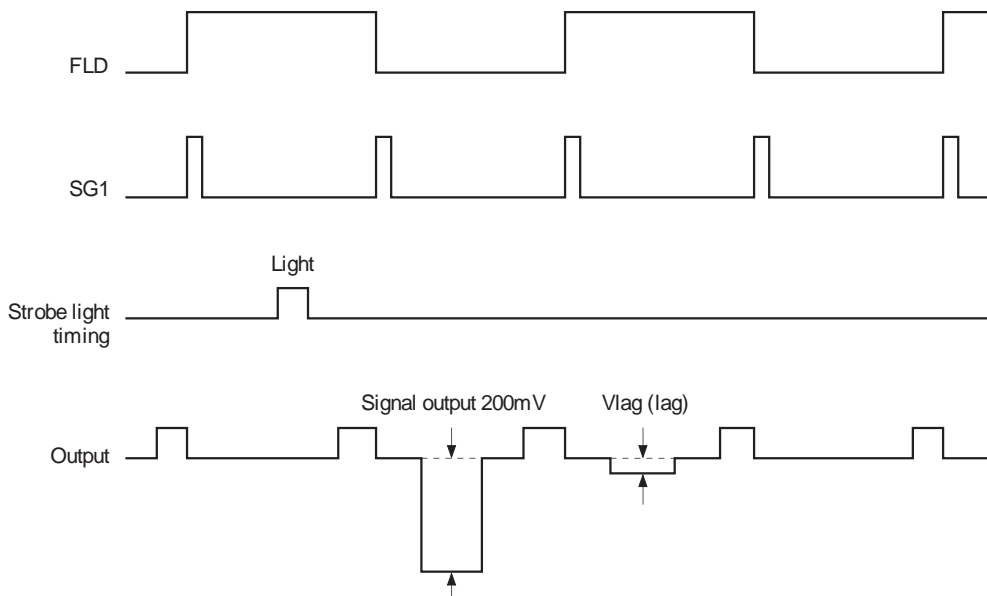 FLD
SG1
Light
Strobe light
timing
Signal output 200mV
Vlag (lag)
Output